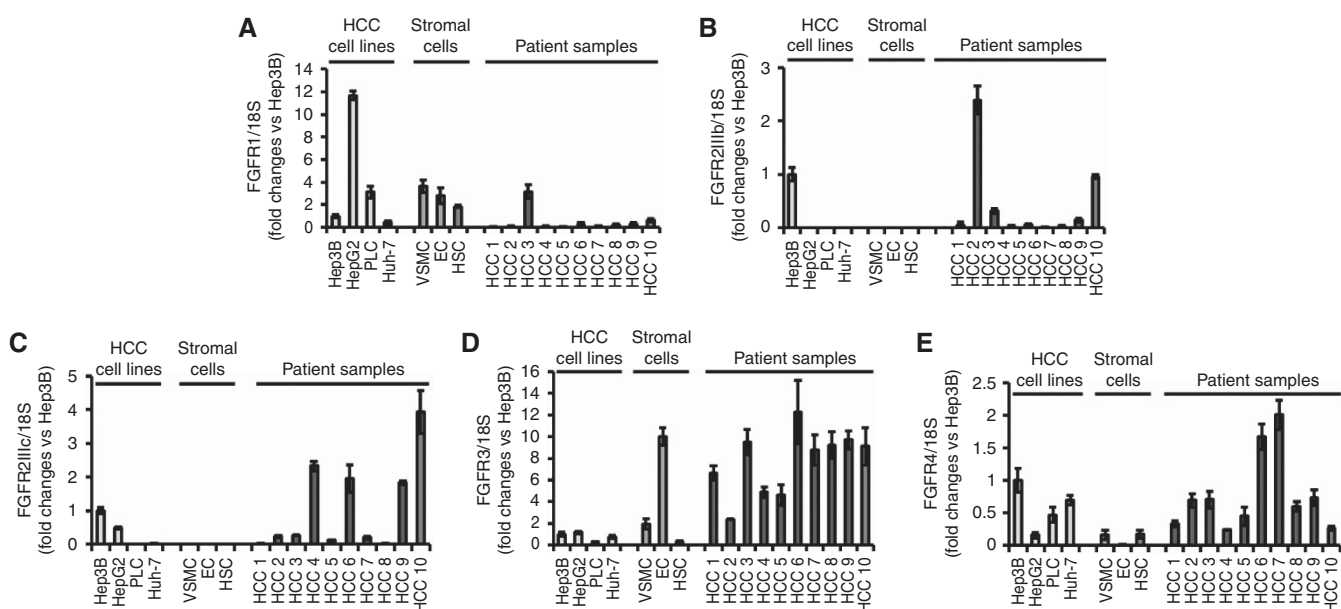 A
HCC
cell lines
Stromal
cells
Patient samples
FGFR1/18S
(fold changes vs Hep3B)
14
12
10
8
6
4
2
0
Hep3B
HepG2
PLC
Huh-7
VSMC
EC
HSC
HCC 1
HCC 2
HCC 3
HCC 4
HCC 5
HCC 6
HCC 7
HCC 8
HCC 9
HCC 10
B
HCC
cell lines
Stromal
cells
Patient samples
FGFR2IIIb/18S
(fold changes vs Hep3B)
3
2
1
0
Hep3B
HepG2
PLC
Huh-7
VSMC
EC
HSC
HCC 1
HCC 2
HCC 3
HCC 4
HCC 5
HCC 6
HCC 7
HCC 8
HCC 9
HCC 10
C
HCC
cell lines
Stromal
cells
Patient samples
FGFR2IIIc/18S
(fold changes vs Hep3B)
5
4
3
2
1
0
Hep3B
HepG2
PLC
Huh-7
VSMC
EC
HSC
HCC 1
HCC 2
HCC 3
HCC 4
HCC 5
HCC 6
HCC 7
HCC 8
HCC 9
HCC 10
D
HCC
cell lines
Stromal
cells
Patient samples
FGFR3/18S
(fold changes vs Hep3B)
16
14
12
10
8
6
4
2
0
Hep3B
HepG2
PLC
Huh-7
VSMC
EC
HSC
HCC 1
HCC 2
HCC 3
HCC 4
HCC 5
HCC 6
HCC 7
HCC 8
HCC 9
HCC 10
E
HCC
cell lines
Stromal
cells
Patient samples
FGFR4/18S
(fold changes vs Hep3B)
2.5
2
1.5
1
0.5
0
Hep3B
HepG2
PLC
Huh-7
VSMC
EC
HSC
HCC 1
HCC 2
HCC 3
HCC 4
HCC 5
HCC 6
HCC 7
HCC 8
HCC 9
HCC 10